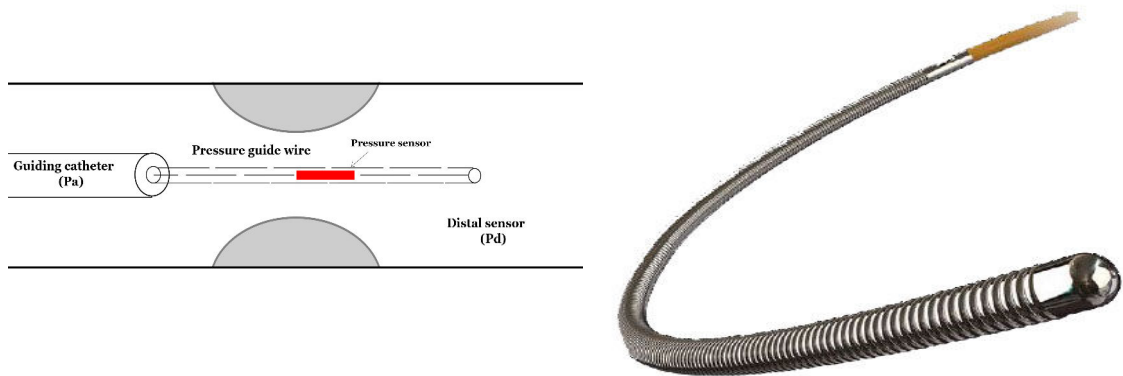 Pressure sensor
Pressure guide wire
Guiding catheter
(Pa)
Distal sensor
(Pd)